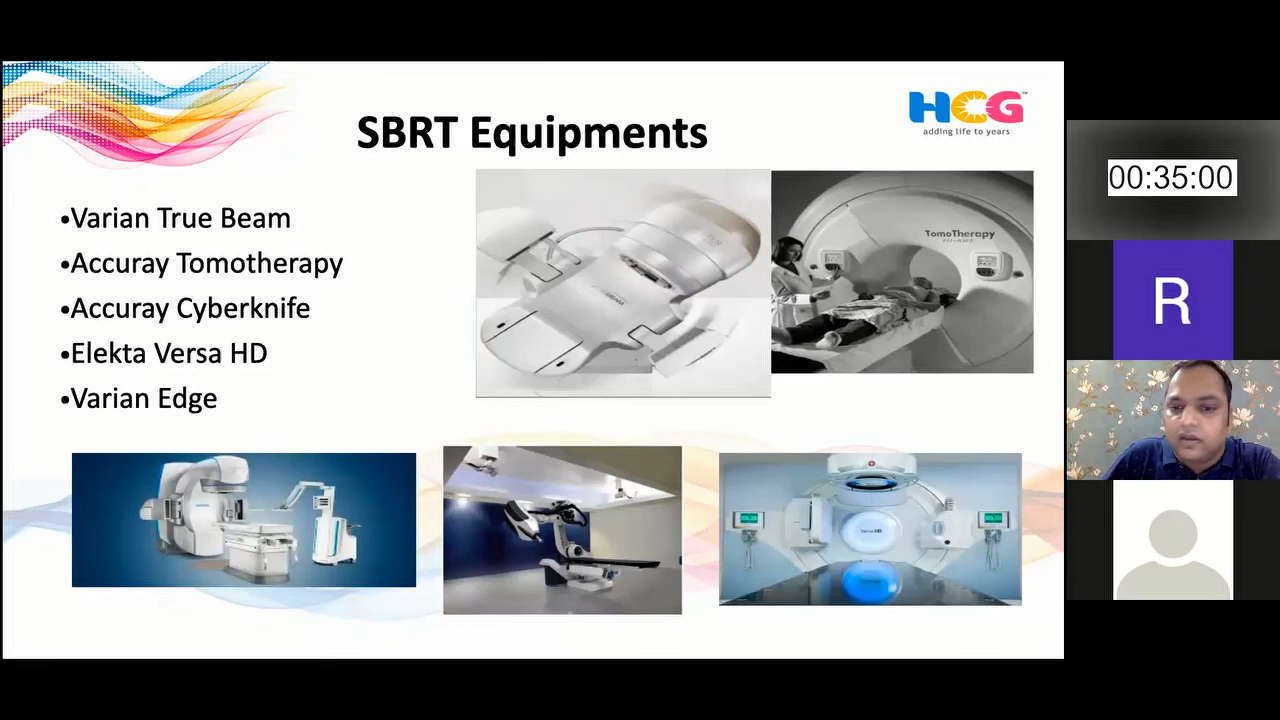 SBRT Equipments
HCG
adding life to years
•Varian True Beam
•Accuray Tomotherapy
•Accuray Cyberknife
•Elekta Versa HD
•Varian Edge
TomoTherapy
VersaHD
00:35:00
R